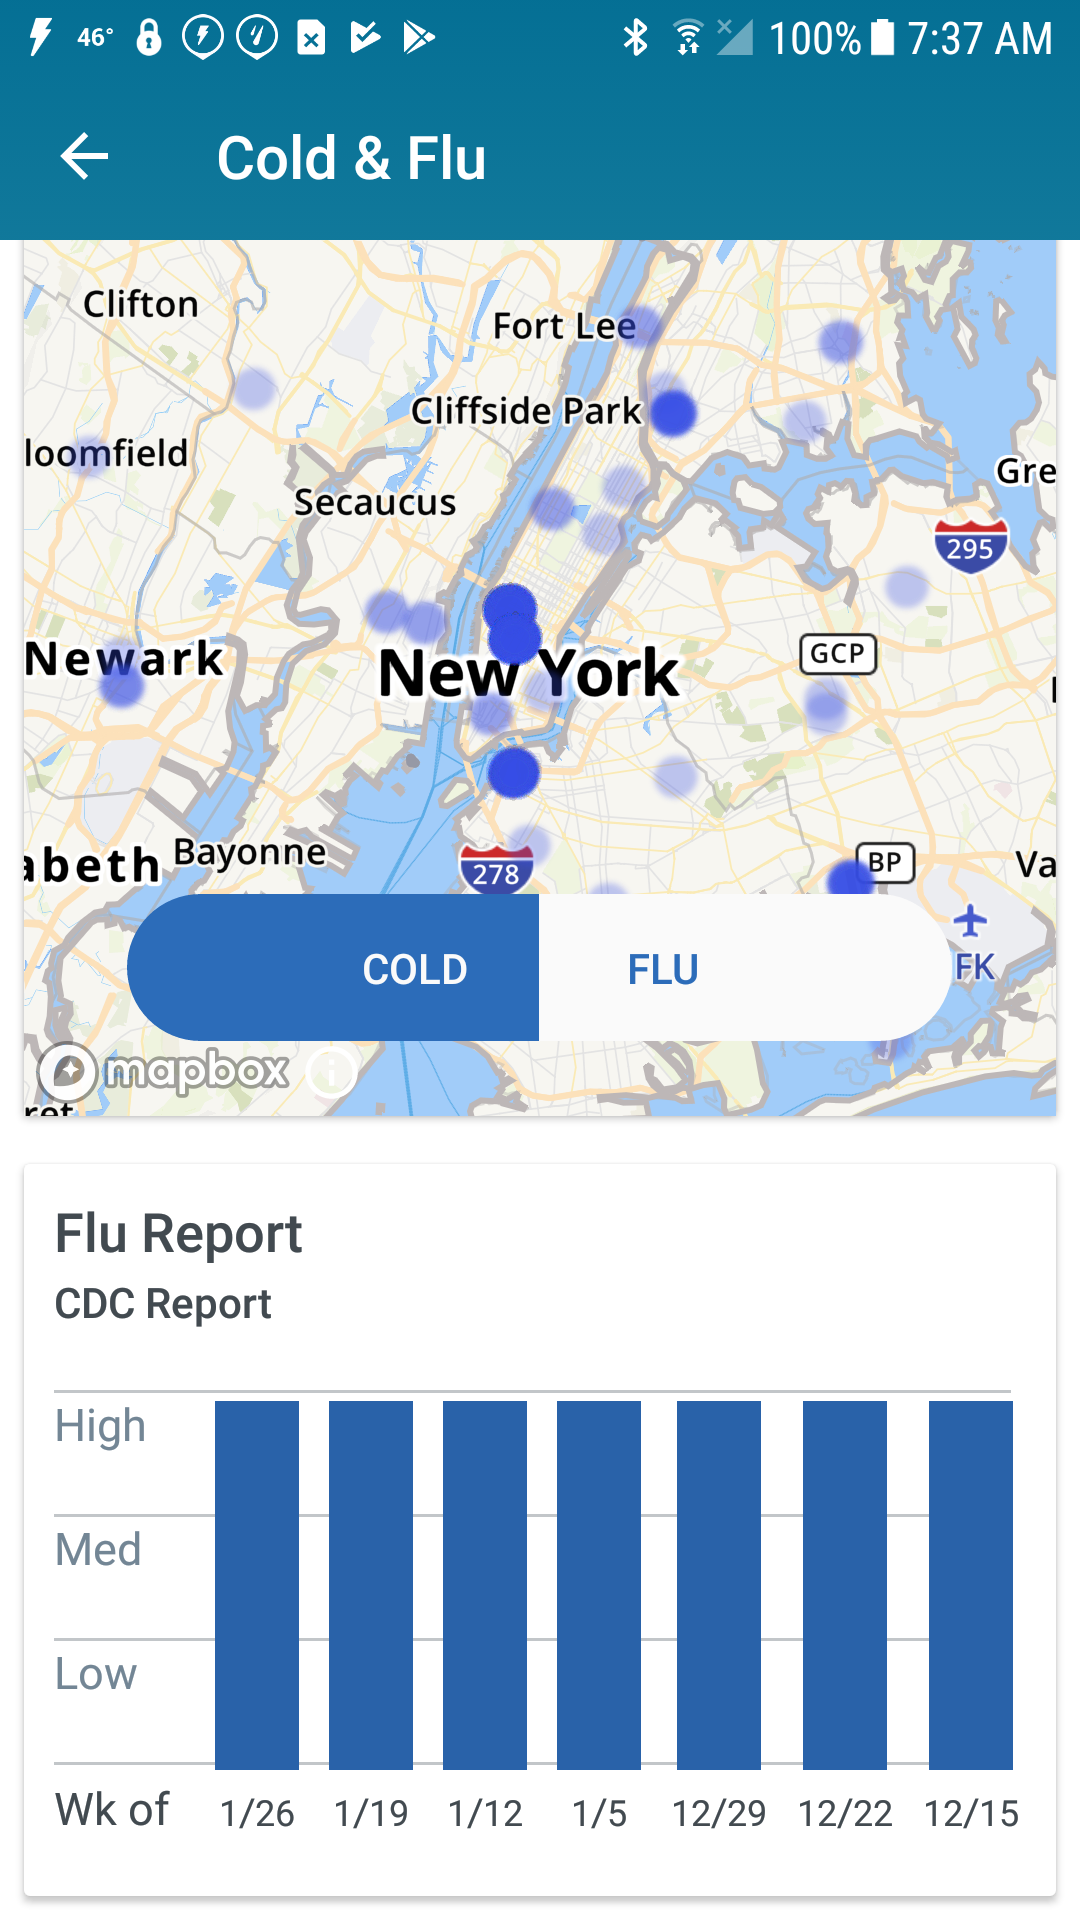 46° 100% 7:37 AM
Cold & Flu
Clifton
Fort Lee
Cliffside Park
loomfield
Gre
Secaucus
295
Newark
GCP
New York
Bayonne
abeth
278
BP
Va
COLD FLU
FK
mapbox
ret
Flu Report
CDC Report
High
Med
Low
Wk of 1/26 1/19 1/12 1/5 12/29 12/22 12/15